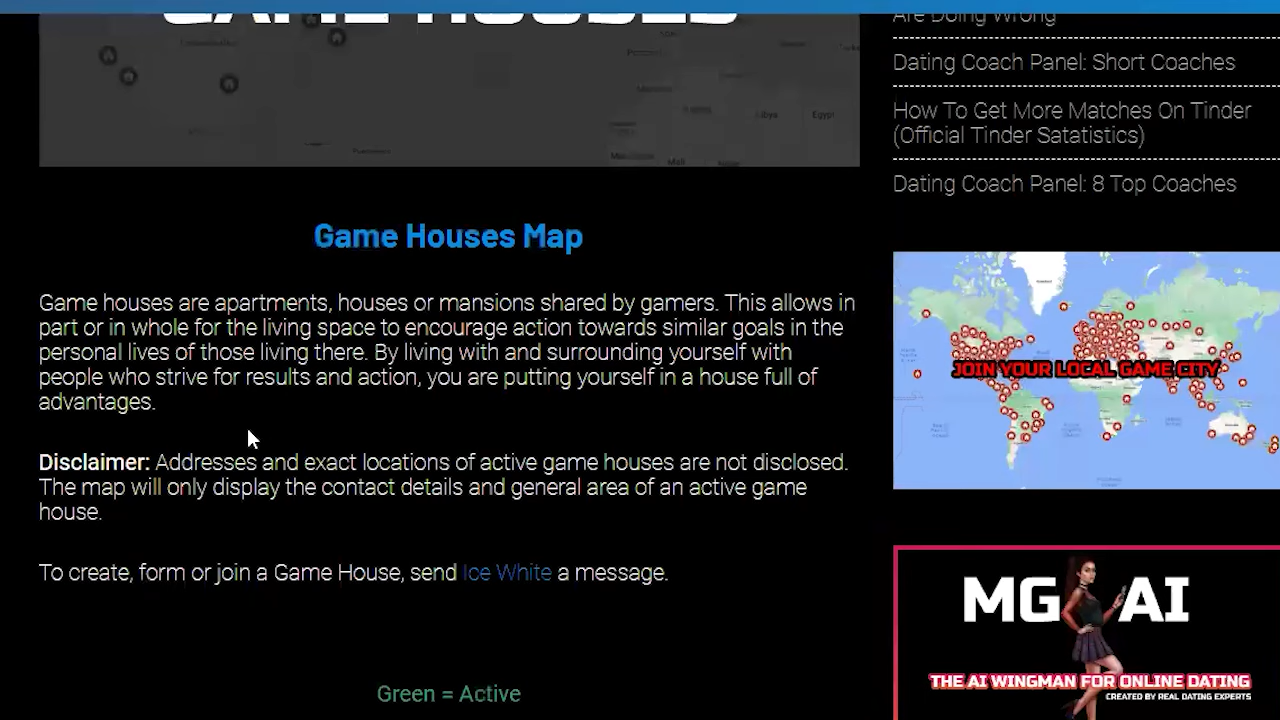 GAME HOUSES
Libya
Egypt
Mali
Game Houses Map
Game houses are apartments, houses or mansions shared by gamers. This allows in
part or in whole for the living space to encourage action towards similar goals in the
personal lives of those living there. By living with and surrounding yourself with
people who strive for results and action, you are putting yourself in a house full of
advantages.
Disclaimer: Addresses and exact locations of active game houses are not disclosed.
The map will only display the contact details and general area of an active game
house.
To create, form or join a Game House, send Ice White a message.
Green = Active
Are Doing Wrong
Dating Coach Panel: Short Coaches
How To Get More Matches On Tinder
(Official Tinder Satatistics)
Dating Coach Panel: 8 Top Coaches
JOIN YOUR LOCAL GAME CITY
MG AI
THE AI WINGMAN FOR ONLINE DATING
CREATED BY REAL DATING EXPERTS